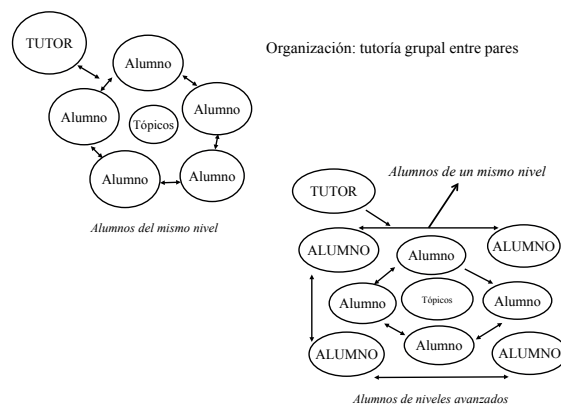 TUTOR
Alumno
Organización: tutoría grupal entre pares
Alumno
Tópicos
Alumno
Alumno
Alumno
Alumnos del mismo nivel
Alumnos de un mismo nivel
TUTOR
ALUMNO
Alumno
ALUMNO
Alumno
Tópicos
Alumno
Alumno
ALUMNO
ALUMNO
Alumnos de niveles avanzados